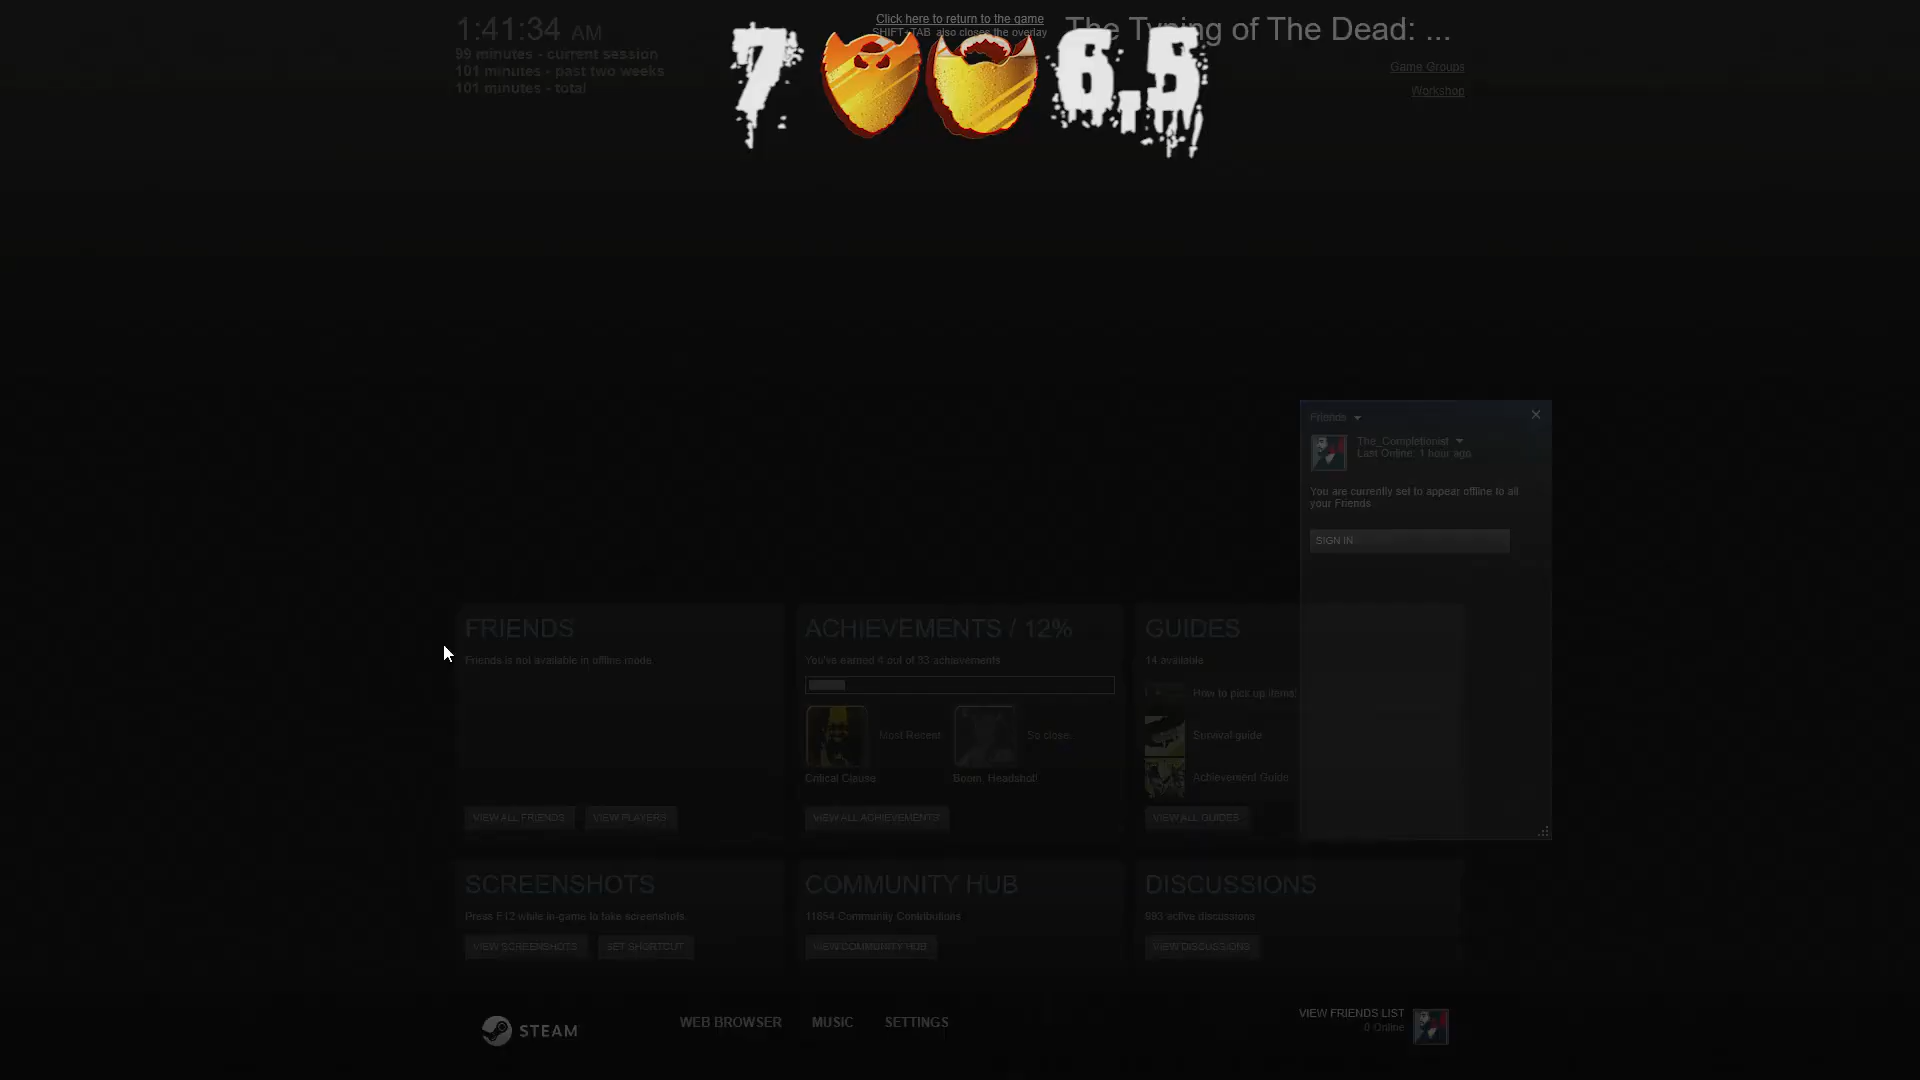 1:41:34 AM
99 minutes - current session
101 minutes - past two weeks
101 minutes - total
Click here to return to the game
SHIFT+TAB also closes the overlay
The Typing of The Dead: ...
Game Groups
Workshop
7 6.5
Friends
The_Completionist
Last Online: 1 hour ago
You are currently set to appear offline to all
your Friends
SIGN IN
FRIENDS
Friends is not available in offline mode.
VIEW ALL FRIENDS VIEW PLAYERS
ACHIEVEMENTS / 12%
You've earned 4 out of 33 achievements
Most Recent
So close.
Critical Clause
Boom, Headshot!
VIEW ALL ACHIEVEMENTS
GUIDES
14 available
How to pick up items!
Survival guide
Achievement Guide
VIEW ALL GUIDES
SCREENSHOTS
Press F12 while in-game to take screenshots.
VIEW SCREENSHOTS SET SHORTCUT
COMMUNITY HUB
11654 Community Contributions
VIEW COMMUNITY HUB
DISCUSSIONS
993 active discussions
VIEW DISCUSSIONS
STEAM
WEB BROWSER MUSIC SETTINGS
VIEW FRIENDS LIST
0 Online